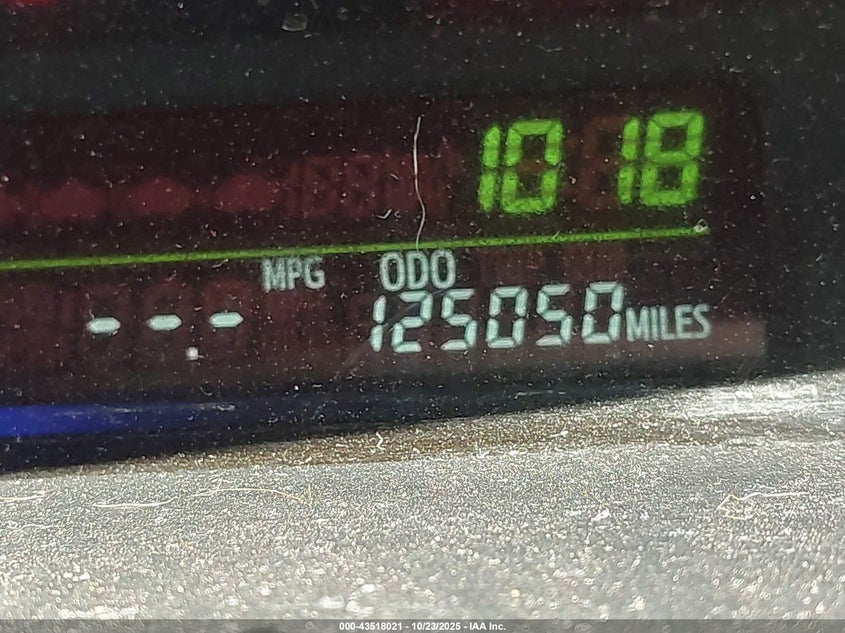 10 18
MPG ODO
--.- 125050 MILES
000-43518021 - 10/23/2025 - IAA Inc.